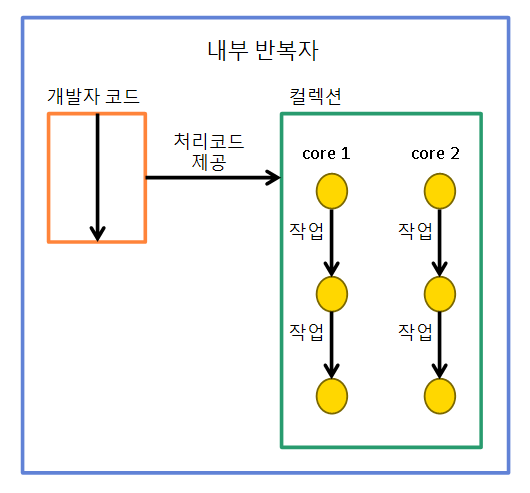 내부 반복자
개발자 코드
컬렉션
처리코드
제공
core 1
core 2
작업
작업
작업
작업